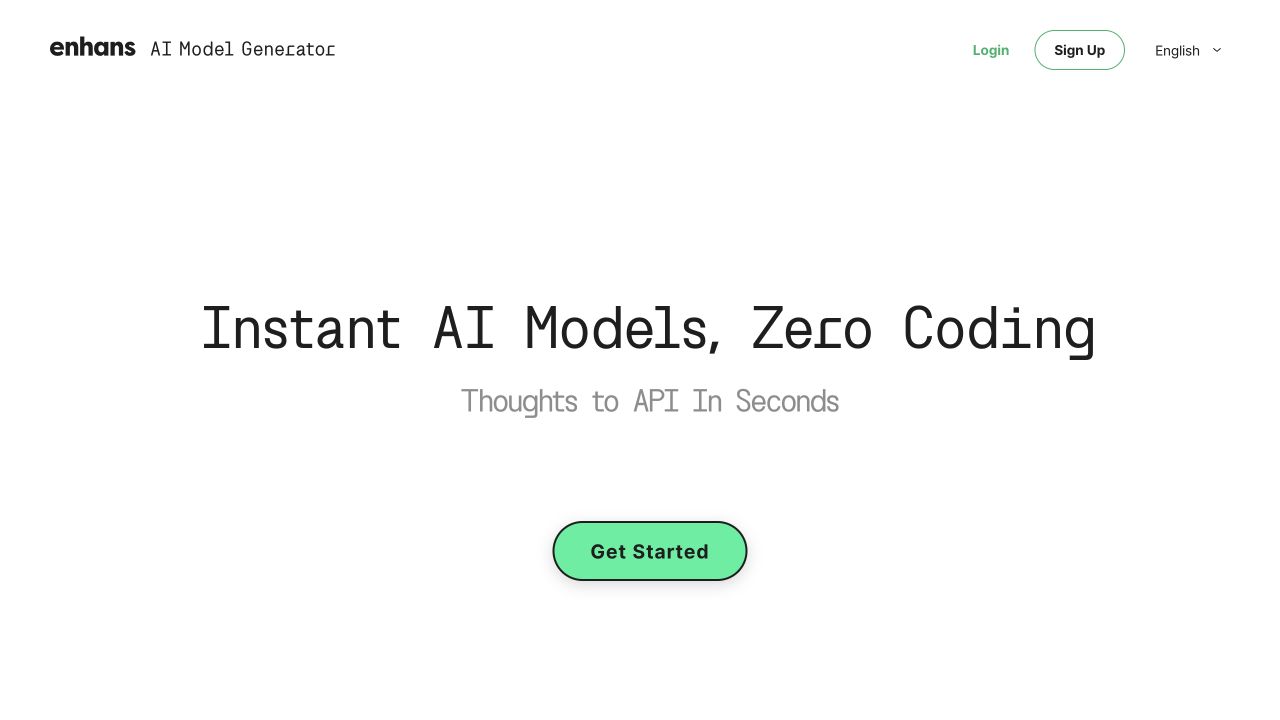 enhans AI Model Generator
Login
Sign Up
English
Instant AI Models, Zero Coding
Thoughts to API In Seconds
Get Started